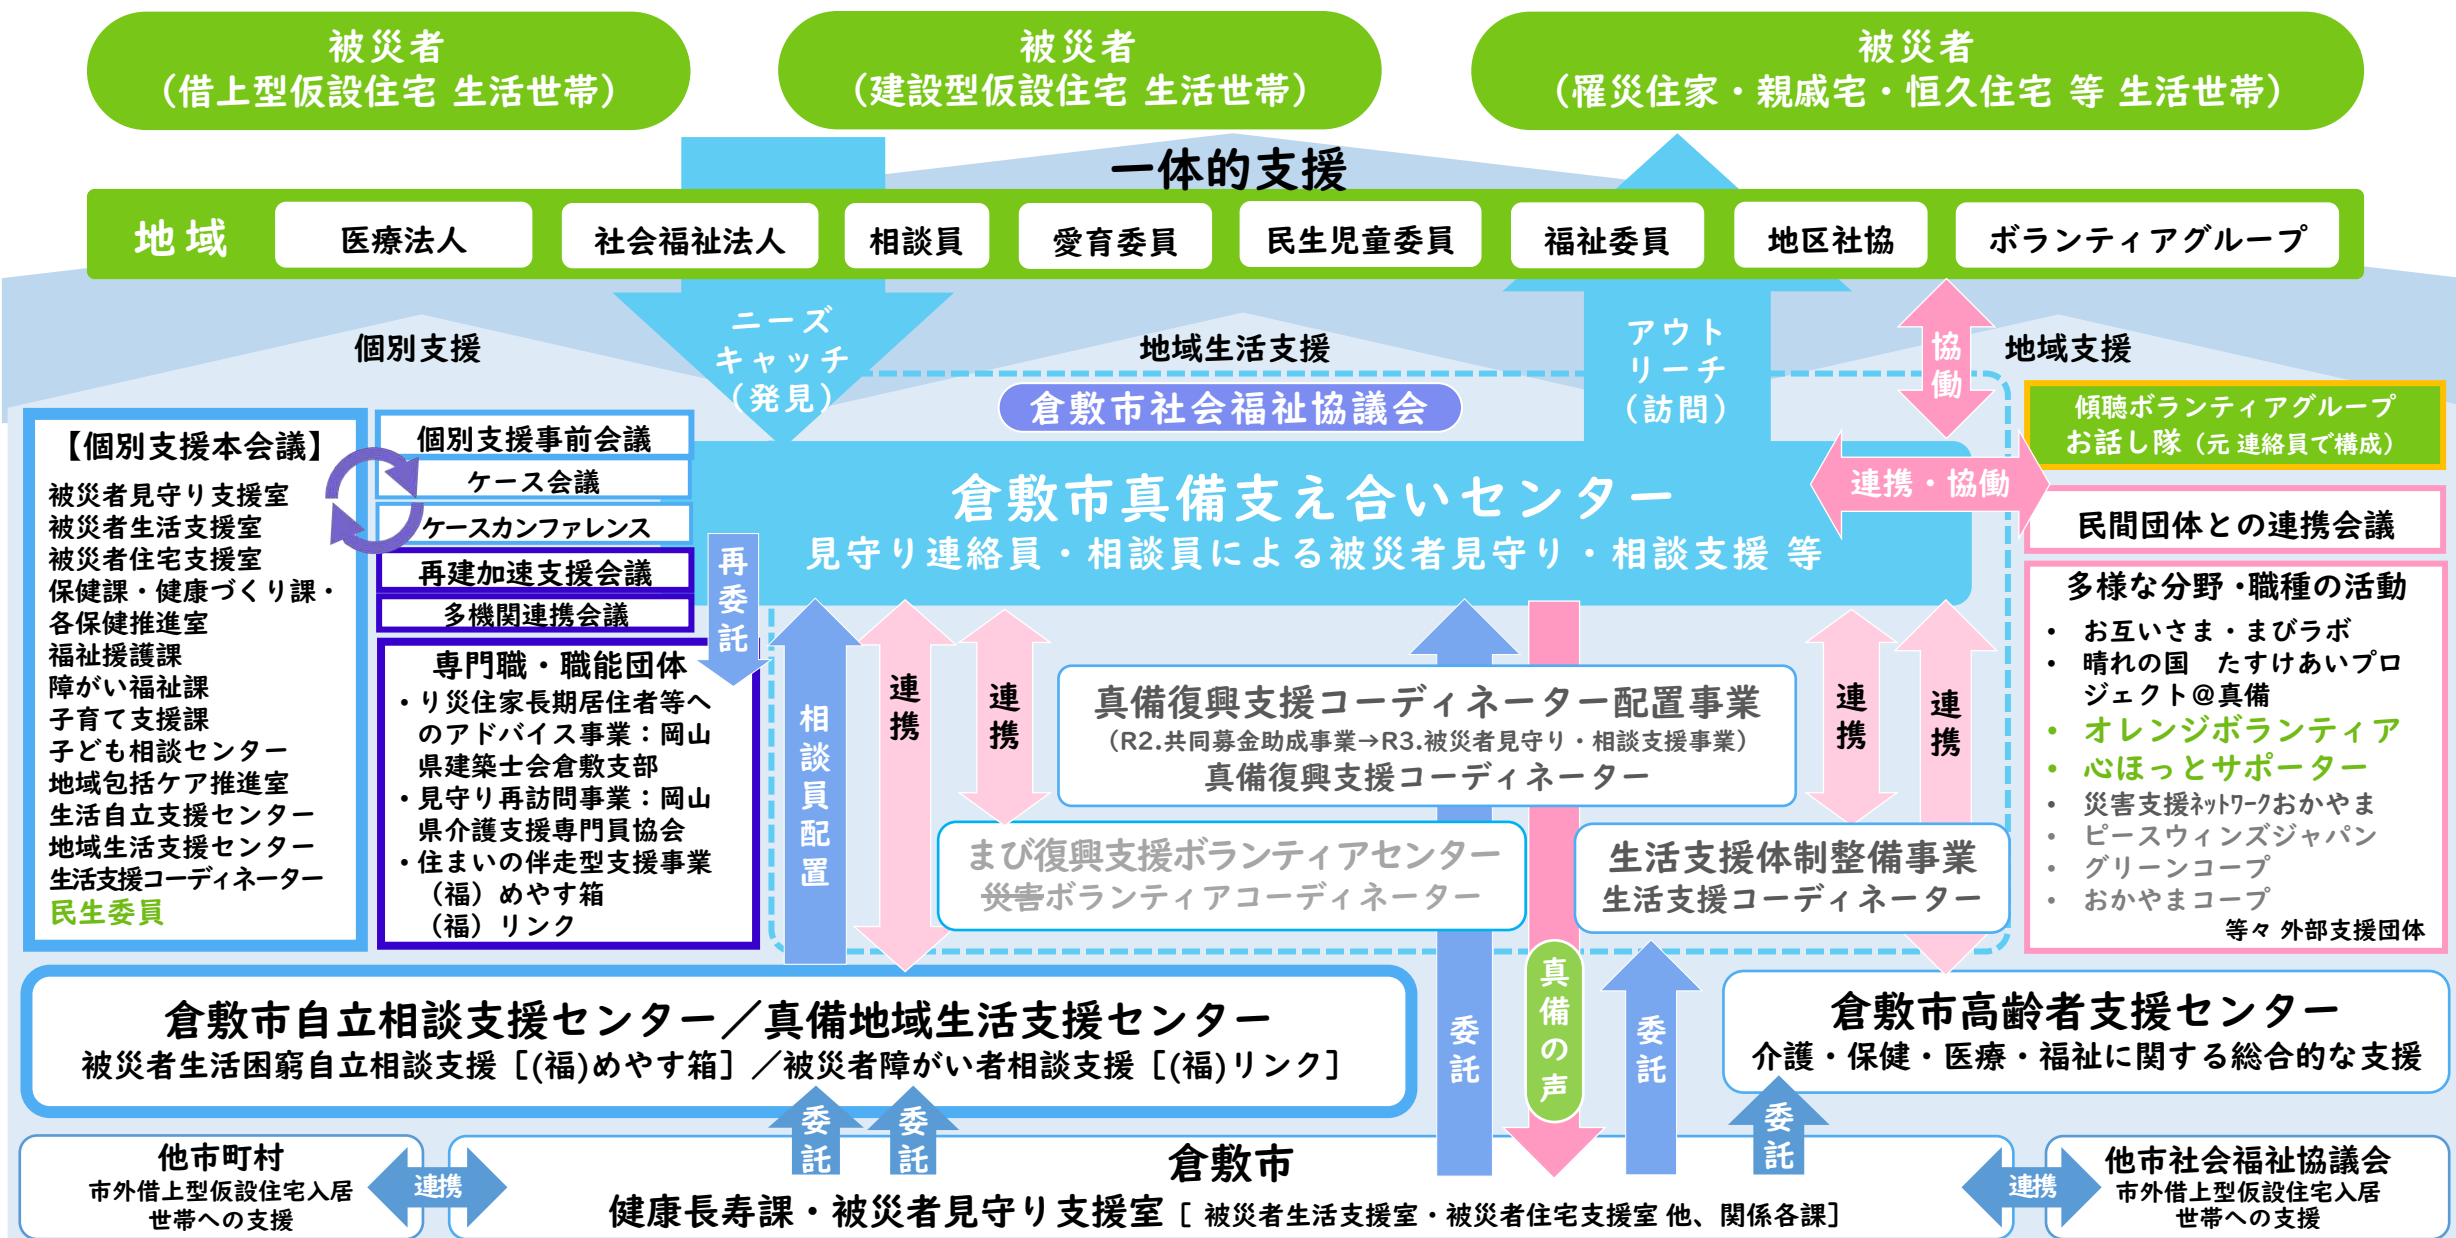 被災者
（借上型仮設住宅 生活世帯）
被災者
（建設型仮設住宅 生活世帯）
被災者
（罹災住家・親戚宅・恒久住宅 等 生活世帯）
一体的支援
地域
医療法人
社会福祉法人
相談員
愛育委員
民生児童委員
福祉委員
地区社協
ボランティアグループ
個別支援
ニーズ
キャッチ
（発見）
地域生活支援
アウト
リーチ
（訪問）
協働
地域支援
倉敷市社会福祉協議会
【個別支援本会議】
被災者見守り支援室
被災者生活支援室
被災者住宅支援室
保健課・健康づくり課・
各保健推進室
福祉援護課
障がい福祉課
子育て支援課
子ども相談センター
地域包括ケア推進室
生活自立支援センター
地域生活支援センター
生活支援コーディネーター
民生委員
個別支援事前会議
ケース会議
ケースカンファレンス
再建加速支援会議
多機関連携会議
専門職・職能団体
・り災住家長期居住者等へ
のアドバイス事業：岡山
県建築士会倉敷支部
・見守り再訪問事業：岡山
県介護支援専門員協会
・住まいの伴走型支援事業
（福）めやす箱
（福）リンク
倉敷市真備支え合いセンター
見守り連絡員・相談員による被災者見守り・相談支援 等
再委託
連携・協働
傾聴ボランティアグループ
お話し隊（元 連絡員で構成）
民間団体との連携会議
多様な分野・職種の活動
• お互いさま・まびラボ
• 晴れの国　たすけあいプロ
ジェクト＠真備
• オレンジボランティア
• 心ほっとサポーター
• 災害支援ﾈｯﾄﾜｰｸおかやま
• ピースウィンズジャパン
• グリーンコープ
• おかやまコープ
等々 外部支援団体
相談員配置
連携
連携
真備復興支援コーディネーター配置事業
（R2.共同募金助成事業→R3.被災者見守り・相談支援事業）
真備復興支援コーディネーター
連携
連携
まび復興支援ボランティアセンター
災害ボランティアコーディネーター
生活支援体制整備事業
生活支援コーディネーター
倉敷市自立相談支援センター／真備地域生活支援センター
被災者生活困窮自立相談支援［(福)めやす箱］／被災者障がい者相談支援［(福)リンク］
委託
真備の声
委託
倉敷市高齢者支援センター
介護・保健・医療・福祉に関する総合的な支援
委託
委託
委託
他市町村
市外借上型仮設住宅入居
世帯への支援
連携
倉敷市
健康長寿課・被災者見守り支援室［ 被災者生活支援室・被災者住宅支援室 他、関係各課］
連携
他市社会福祉協議会
市外借上型仮設住宅入居
世帯への支援